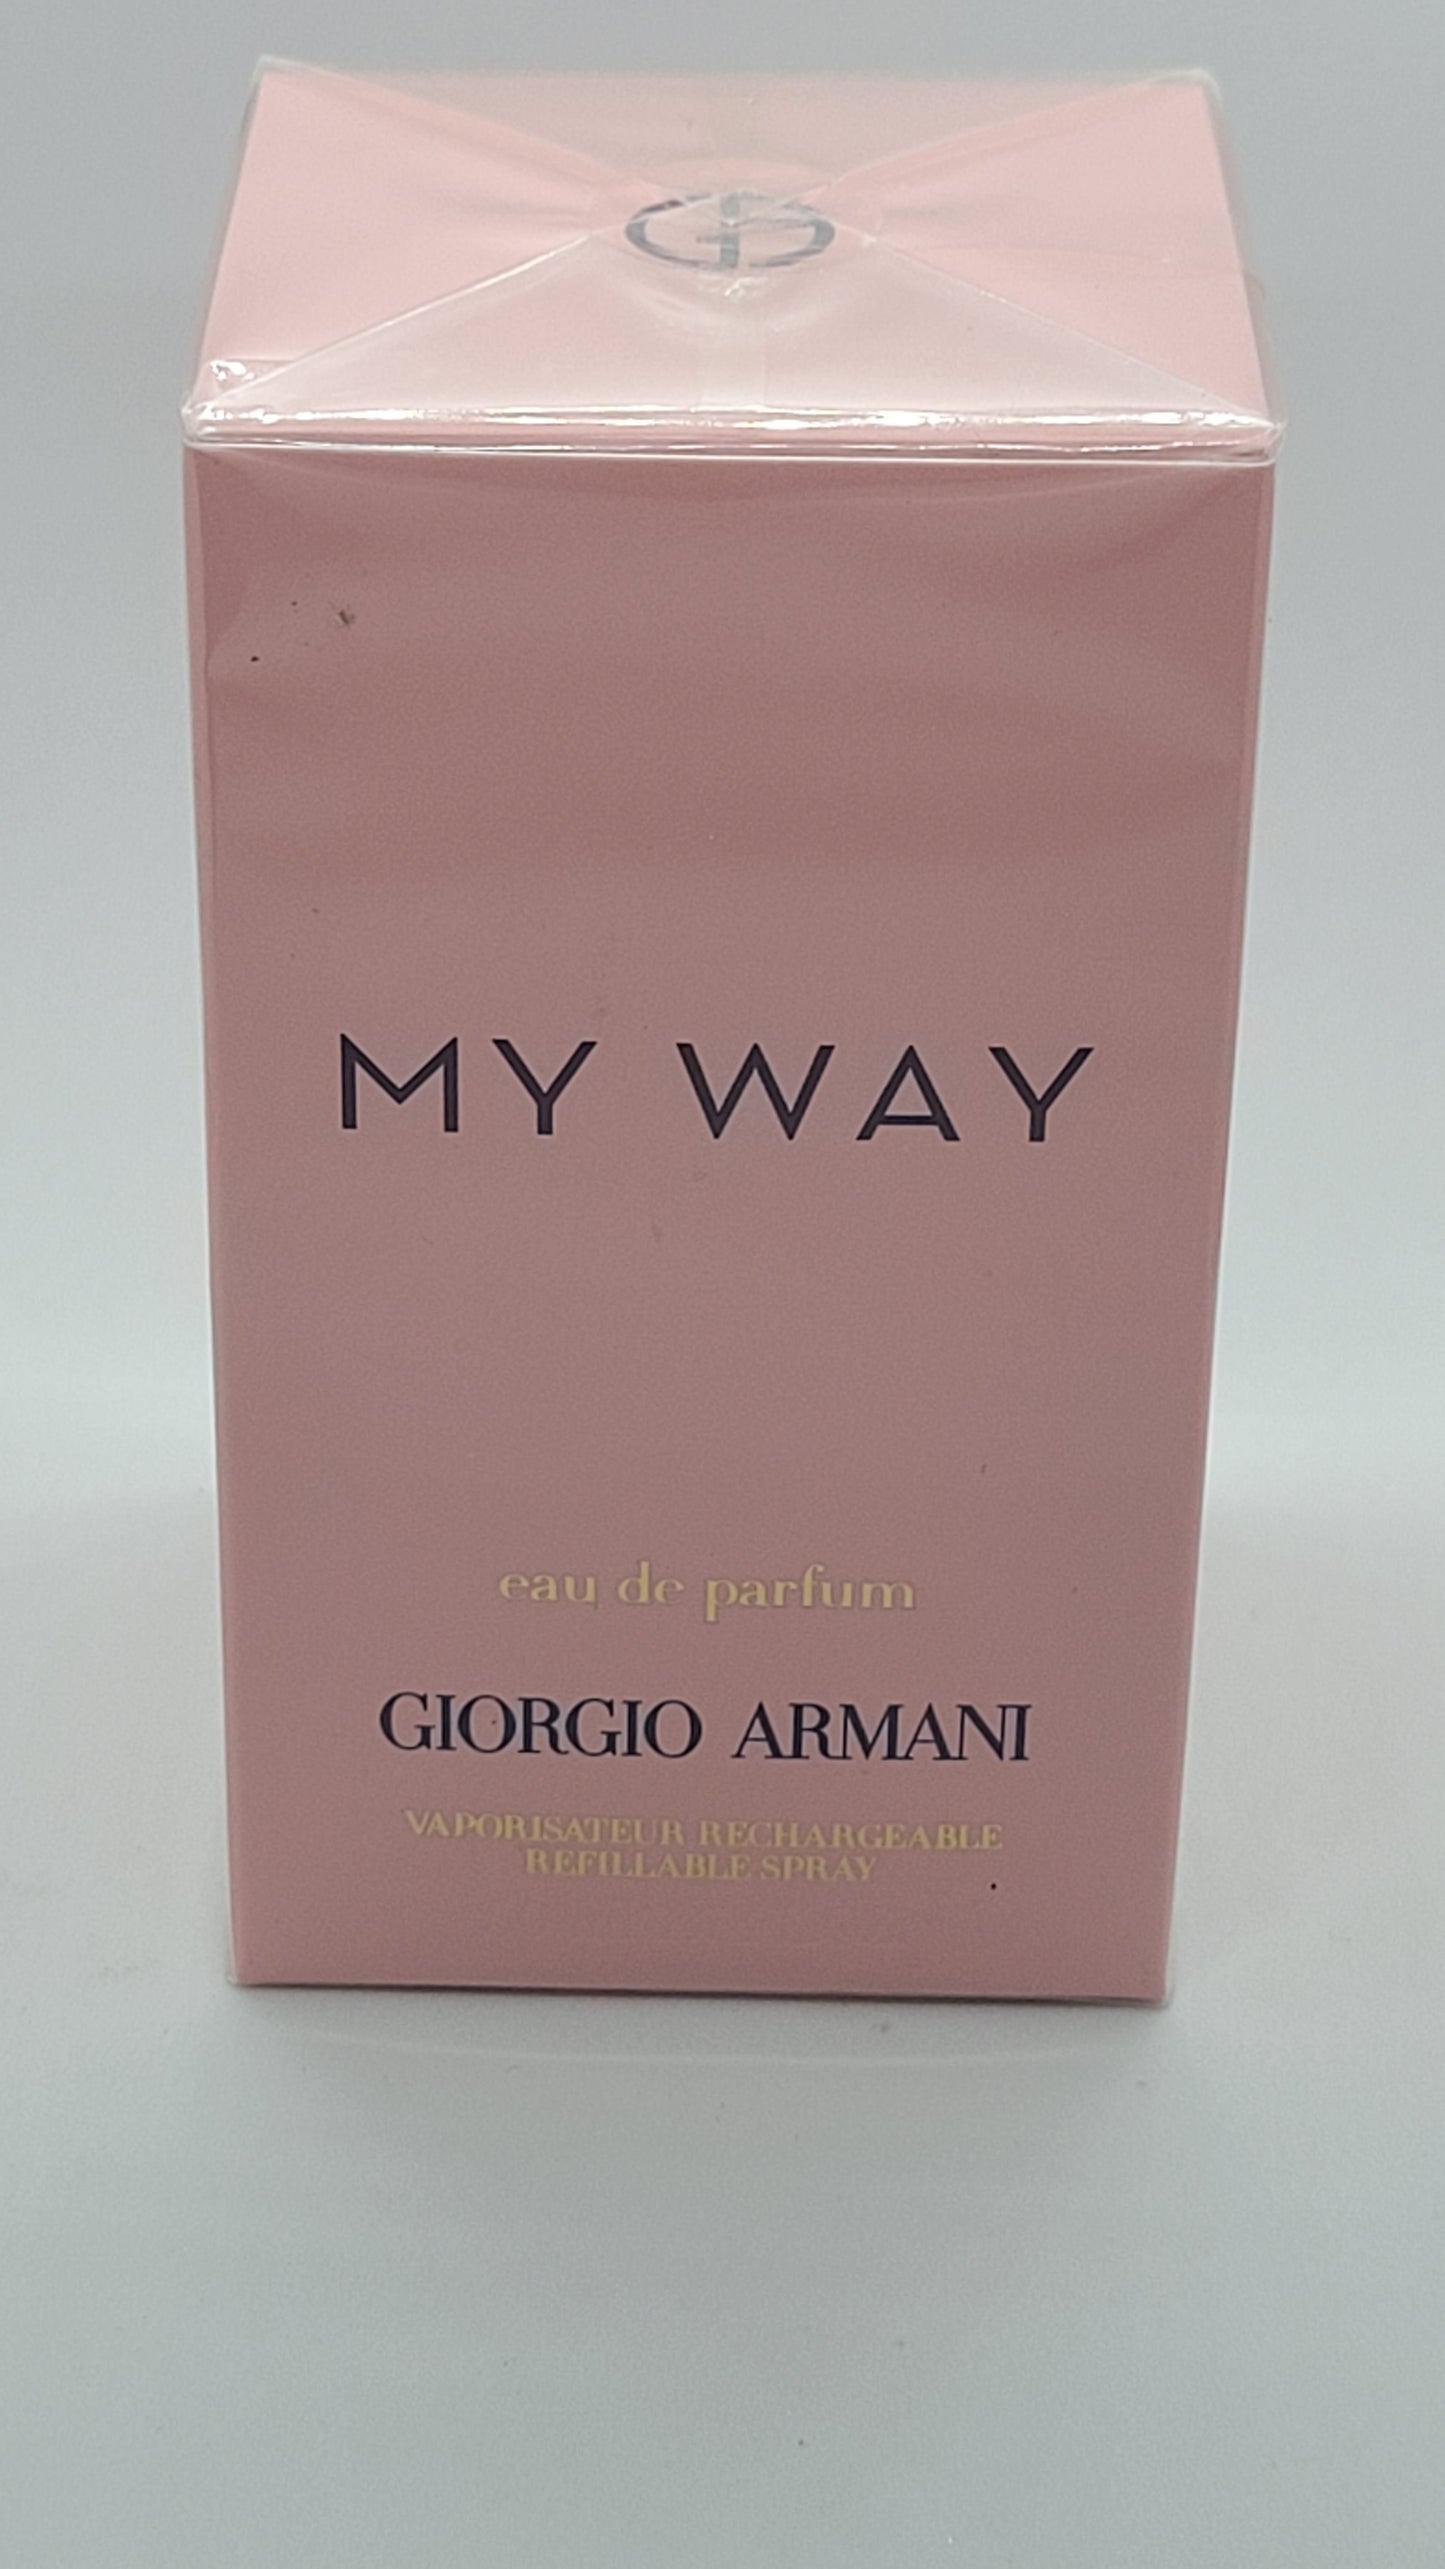 MY WAY
eau de parfum
GIORGIO ARMANI
VAPORISATEUR RECHARGEABLE
REFILLABLE SPRAY